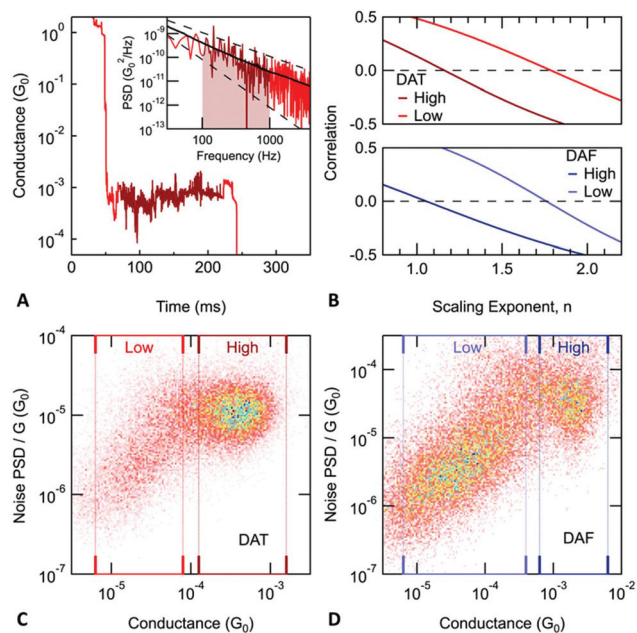 Conductance (G₀)
10⁰
10⁻¹
10⁻²
10⁻³
10⁻⁴
0
100
200
300
Time (ms)
A
PSD (G₀²/Hz)
10⁻⁹
10⁻¹⁰
10⁻¹¹
10⁻¹²
10⁻¹³
100
1000
Frequency (Hz)
Correlation
0.5
0.0
-0.5
DAT
High
Low
0.0
-0.5
DAF
High
Low
1.0
1.5
2.0
B
Scaling Exponent, n
Noise PSD / G (G₀)
10⁻⁴
10⁻⁵
10⁻⁶
10⁻⁷
Low
High
DAT
10⁻⁵
10⁻⁴
10⁻³
C
Conductance (G₀)
Noise PSD / G (G₀)
10⁻⁴
10⁻⁵
10⁻⁶
10⁻⁷
Low
High
DAF
10⁻⁵
10⁻⁴
10⁻³
10⁻²
D
Conductance (G₀)